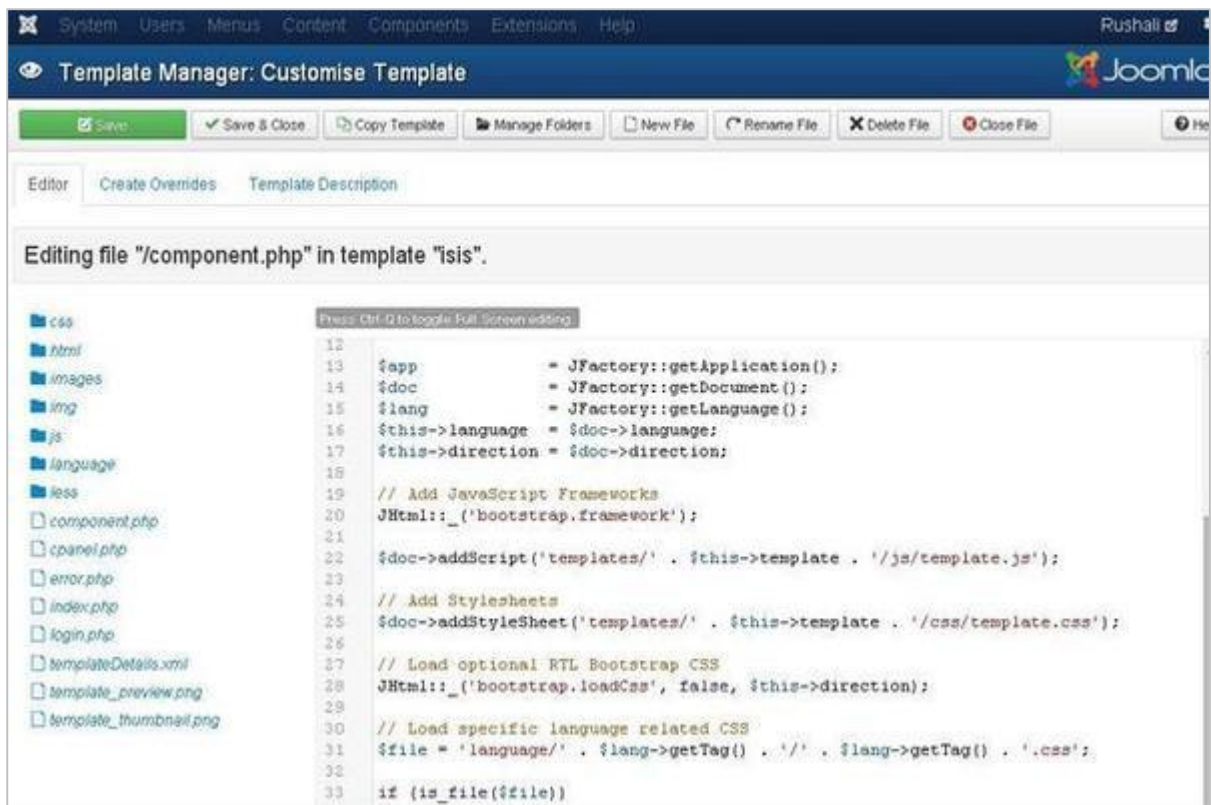 System Users Menus Content Components Extensions Help Rushali
Template Manager: Customise Template
Save Save & Close Copy Template Manage Folders New File Rename File Delete File Close File
Editor Create Overrides Template Description
Editing file "/component.php" in template "isis".
css
html
images
img
js
language
less
component.php
cpanel.php
error.php
index.php
login.php
templateDetails.xml
template_preview.png
template_thumbnail.png
Press Ctrl-Q to toggle Full Screen editing.
12
13 $app = JFactory::getApplication();
14 $doc = JFactory::getDocument();
15 $lang = JFactory::getLanguage();
16 $this->language = $doc->language;
17 $this->direction = $doc->direction;
18
19 // Add JavaScript Frameworks
20 JHtml::_('bootstrap.framework');
21
22 $doc->addScript('templates/' . $this->template . '/js/template.js');
23
24 // Add Stylesheets
25 $doc->addStyleSheet('templates/' . $this->template . '/css/template.css');
26
27 // Load optional RTL Bootstrap CSS
28 JHtml::_('bootstrap.loadCss', false, $this->direction);
29
30 // Load specific language related CSS
31 $file = 'language/' . $lang->getTag() . '/' . $lang->getTag() . '.css';
32
33 if (is_file($file))